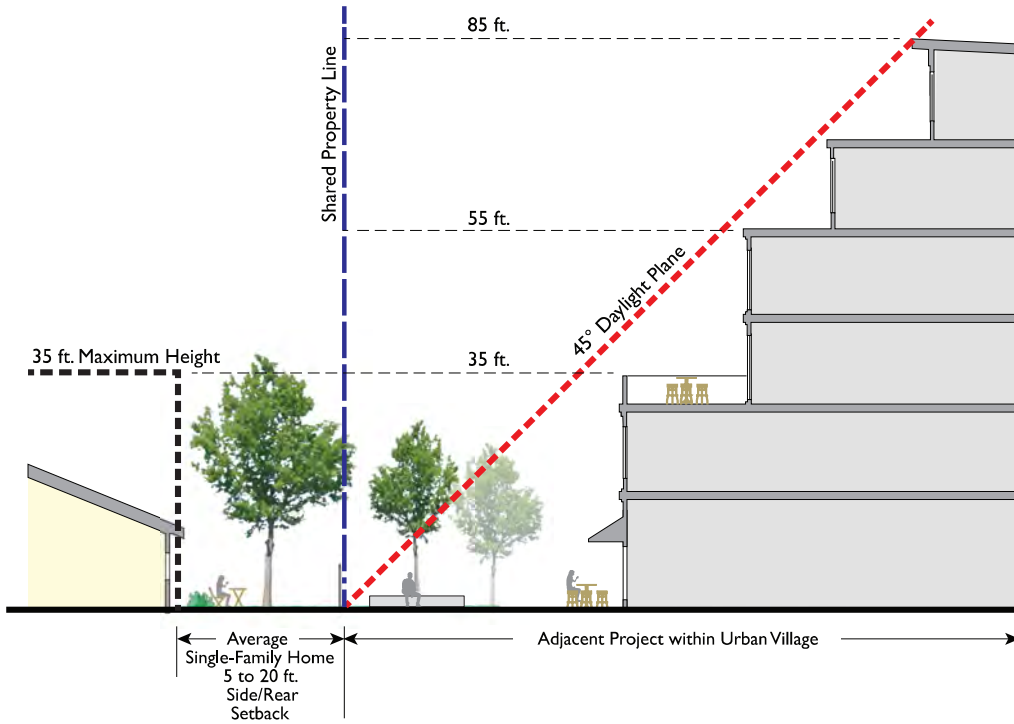 85 ft.
Shared Property Line
55 ft.
45° Daylight Plane
35 ft. Maximum Height
35 ft.
Average
Single-Family Home
5 to 20 ft.
Side/Rear
Setback
Adjacent Project within Urban Village